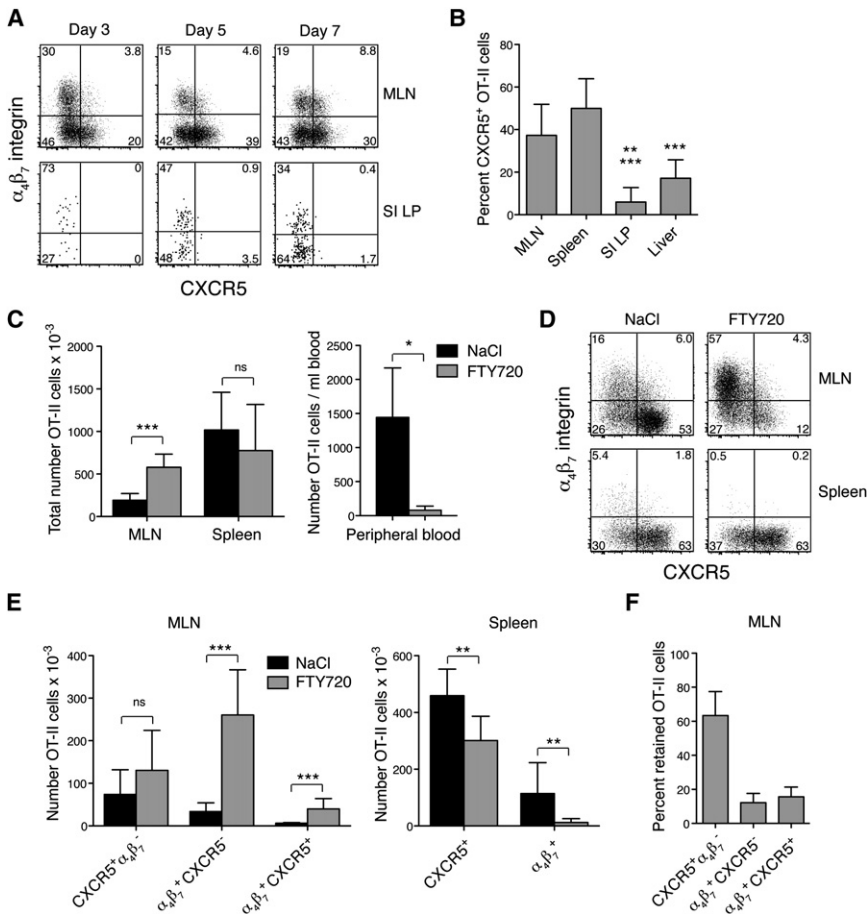 A
Day 3 Day 5 Day 7
30 3.8 15 4.6 19 8.8
MLN
46 20 42 39 43 30
73 0 47 0.9 34 0.4
SI LP
27 0 48 3.5 64 1.7
α4β7 integrin
CXCR5
B
Percent CXCR5+ OT-II cells
80
60
40
20
0
**
*** ***
MLN Spleen SI LP Liver
C
Total number OT-II cells x 10-3
2000
1500
1000
500
0
*** ns
MLN Spleen
Number OT-II cells / ml blood
2500
2000
1500
1000
500
0
*
NaCl
FTY720
Peripheral blood
D
NaCl FTY720
16 6.0 57 4.3
MLN
26 53 27 12
5.4 1.8 0.5 0.2
Spleen
30 63 37 63
α4β7 integrin
CXCR5
E
MLN
Number OT-II cells x 10-3
400
300
200
100
0
ns *** ***
NaCl
FTY720
CXCR5+α4β7- α4β7+CXCR5- α4β7+CXCR5+
Spleen
Number OT-II cells x 10-3
600
400
200
0
** **
CXCR5+ α4β7+
F
MLN
Percent retained OT-II cells
100
80
60
40
20
0
CXCR5+α4β7- α4β7+CXCR5- α4β7+CXCR5+